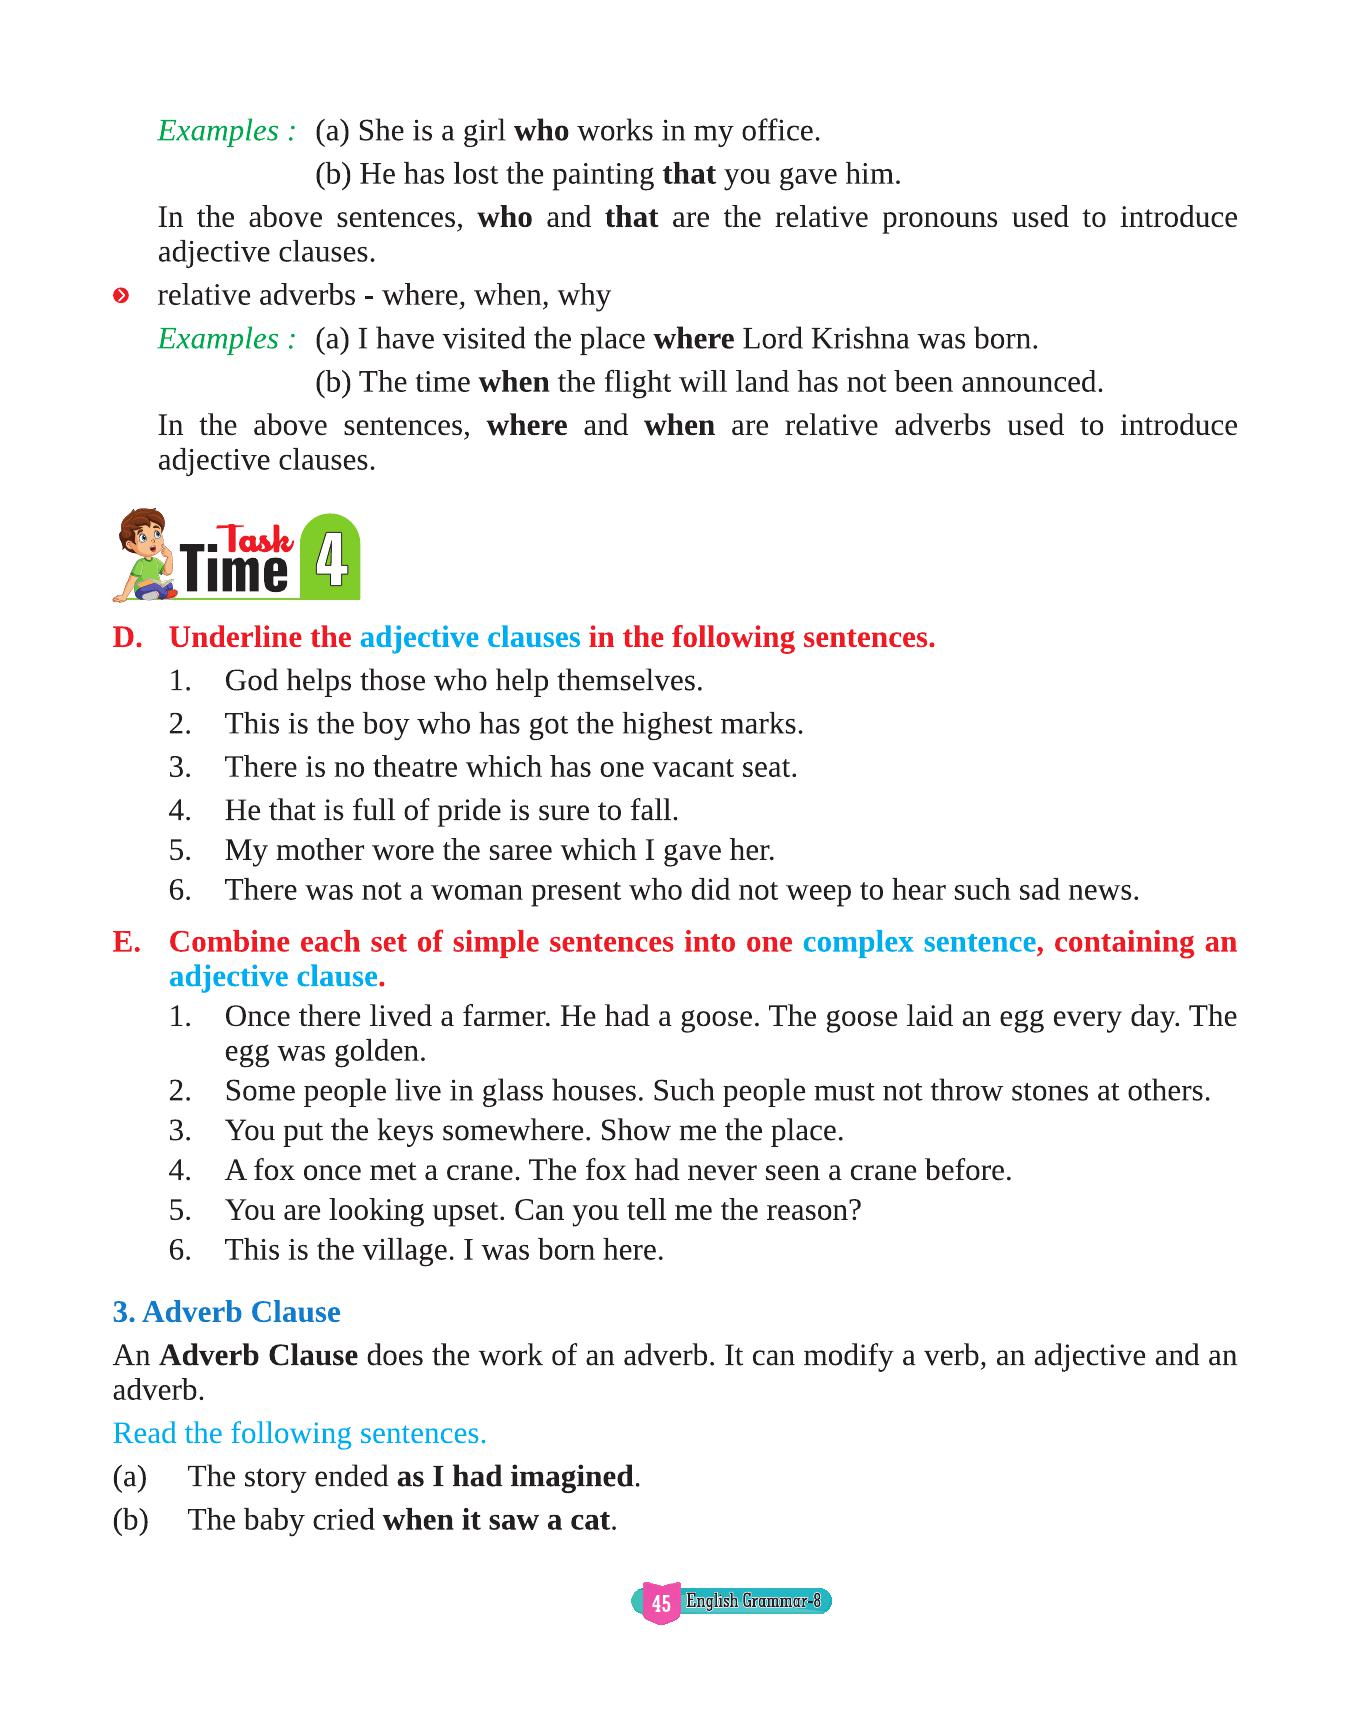 Examples : (a) She is a girl who works in my office.
(b) He has lost the painting that you gave him.
In the above sentences, who and that are the relative pronouns used to introduce
adjective clauses.
relative adverbs - where, when, why
Examples : (a) I have visited the place where Lord Krishna was born.
(b) The time when the flight will land has not been announced.
In the above sentences, where and when are relative adverbs used to introduce
adjective clauses.
Task
Time 4
D. Underline the adjective clauses in the following sentences.
1. God helps those who help themselves.
2. This is the boy who has got the highest marks.
3. There is no theatre which has one vacant seat.
4. He that is full of pride is sure to fall.
5. My mother wore the saree which I gave her.
6. There was not a woman present who did not weep to hear such sad news.
E. Combine each set of simple sentences into one complex sentence, containing an
adjective clause.
1. Once there lived a farmer. He had a goose. The goose laid an egg every day. The
egg was golden.
2. Some people live in glass houses. Such people must not throw stones at others.
3. You put the keys somewhere. Show me the place.
4. A fox once met a crane. The fox had never seen a crane before.
5. You are looking upset. Can you tell me the reason?
6. This is the village. I was born here.
3. Adverb Clause
An Adverb Clause does the work of an adverb. It can modify a verb, an adjective and an
adverb.
Read the following sentences.
(a) The story ended as I had imagined.
(b) The baby cried when it saw a cat.
45 English Grammar-8